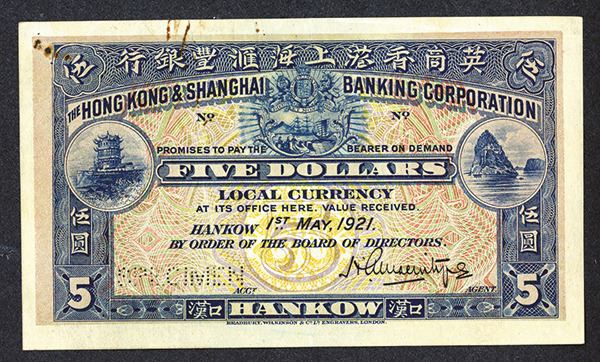 行銀豐滙海上港香商英
伍 伍
THE HONG KONG & SHANGHAI BANKING CORPORATION
No No
PROMISES TO PAY THE BEARER ON DEMAND
FIVE DOLLARS
LOCAL CURRENCY
AT ITS OFFICE HERE. VALUE RECEIVED.
HANKOW 1ST MAY, 1921.
BY ORDER OF THE BOARD OF DIRECTORS.
伍圓 伍圓
SPECIMEN
5 5 5
ACCT AGENT.
口漢 HANKOW 口漢
BRADBURY, WILKINSON & Co. Ld. ENGRAVERS, LONDON.